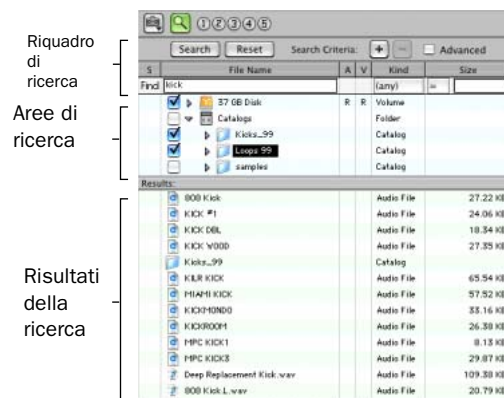 ① ② ③ ④ ⑤
Riquadro di ricerca
Search Reset Search Criteria: + − Advanced
S File Name A V Kind Size
Find kick (any) =
Aree di ricerca
37 GB Disk R R Volume
Catalogs Folder
Kicks_99 Catalog
Loops 99 Catalog
samples Catalog
Results:
Risultati della ricerca
808 Kick Audio File 27.22 KB
KICK #1 Audio File 24.06 KB
KICK DBL Audio File 18.34 KB
KICK WOOD Audio File 27.35 KB
Kicks_99 Catalog
KILR KICK Audio File 65.54 KB
MIAMI KICK Audio File 57.52 KB
KICKMONDO Audio File 33.16 KB
KICKROOM Audio File 26.38 KB
MPC KICK1 Audio File 8.13 KB
MPC KICK3 Audio File 29.87 KB
Deep Replacement Kick.wav Audio File 109.38 KB
808 Kick L.wav Audio File 20.79 KB